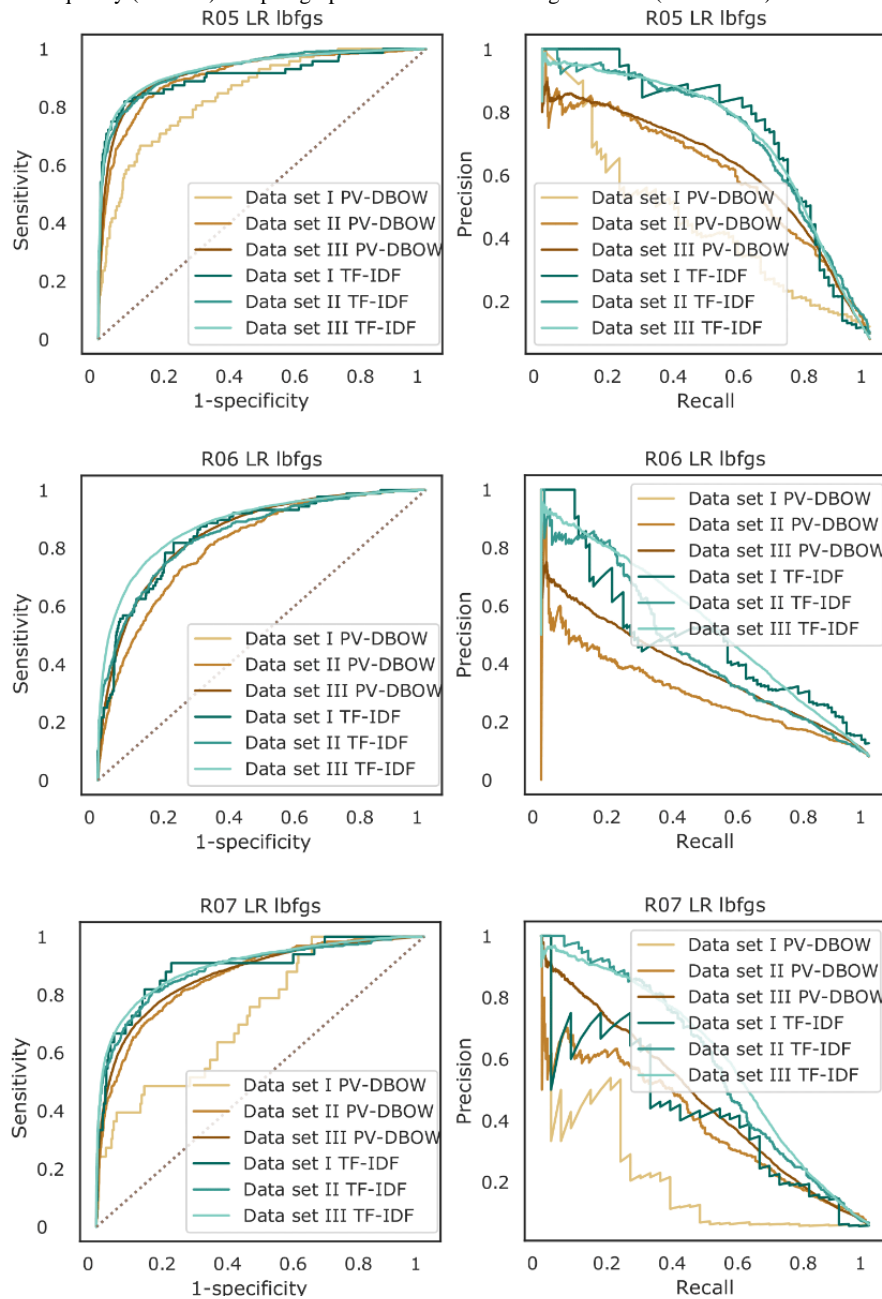 R05 LR lbfgs
1
0.8
0.6
0.4
0.2
0
Sensitivity
Data set I PV-DBOW
Data set II PV-DBOW
Data set III PV-DBOW
Data set I TF-IDF
Data set II TF-IDF
Data set III TF-IDF
0 0.2 0.4 0.6 0.8 1
1-specificity
R05 LR lbfgs
1
0.8
0.6
0.4
0.2
Precision
Data set I PV-DBOW
Data set II PV-DBOW
Data set III PV-DBOW
Data set I TF-IDF
Data set II TF-IDF
Data set III TF-IDF
0 0.2 0.4 0.6 0.8 1
Recall
R06 LR lbfgs
1
0.8
0.6
0.4
0.2
0
Sensitivity
Data set I PV-DBOW
Data set II PV-DBOW
Data set III PV-DBOW
Data set I TF-IDF
Data set II TF-IDF
Data set III TF-IDF
0 0.2 0.4 0.6 0.8 1
1-specificity
R06 LR lbfgs
1
0.8
0.6
0.4
0.2
0
Precision
Data set I PV-DBOW
Data set II PV-DBOW
Data set III PV-DBOW
Data set I TF-IDF
Data set II TF-IDF
Data set III TF-IDF
0 0.2 0.4 0.6 0.8 1
Recall
R07 LR lbfgs
1
0.8
0.6
0.4
0.2
0
Sensitivity
Data set I PV-DBOW
Data set II PV-DBOW
Data set III PV-DBOW
Data set I TF-IDF
Data set II TF-IDF
Data set III TF-IDF
0 0.2 0.4 0.6 0.8 1
1-specificity
R07 LR lbfgs
1
0.8
0.6
0.4
0.2
Precision
Data set I PV-DBOW
Data set II PV-DBOW
Data set III PV-DBOW
Data set I TF-IDF
Data set II TF-IDF
Data set III TF-IDF
0 0.2 0.4 0.6 0.8 1
Recall